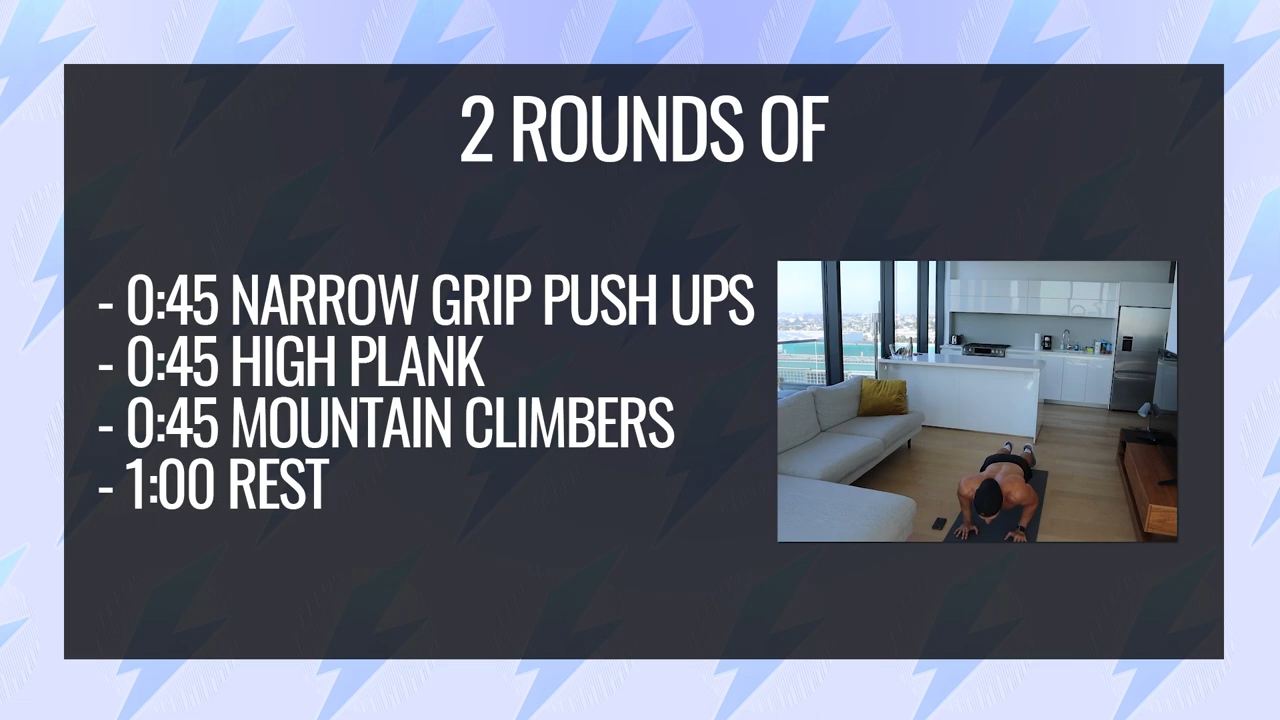 2 ROUNDS OF
- 0:45 NARROW GRIP PUSH UPS
- 0:45 HIGH PLANK
- 0:45 MOUNTAIN CLIMBERS
- 1:00 REST